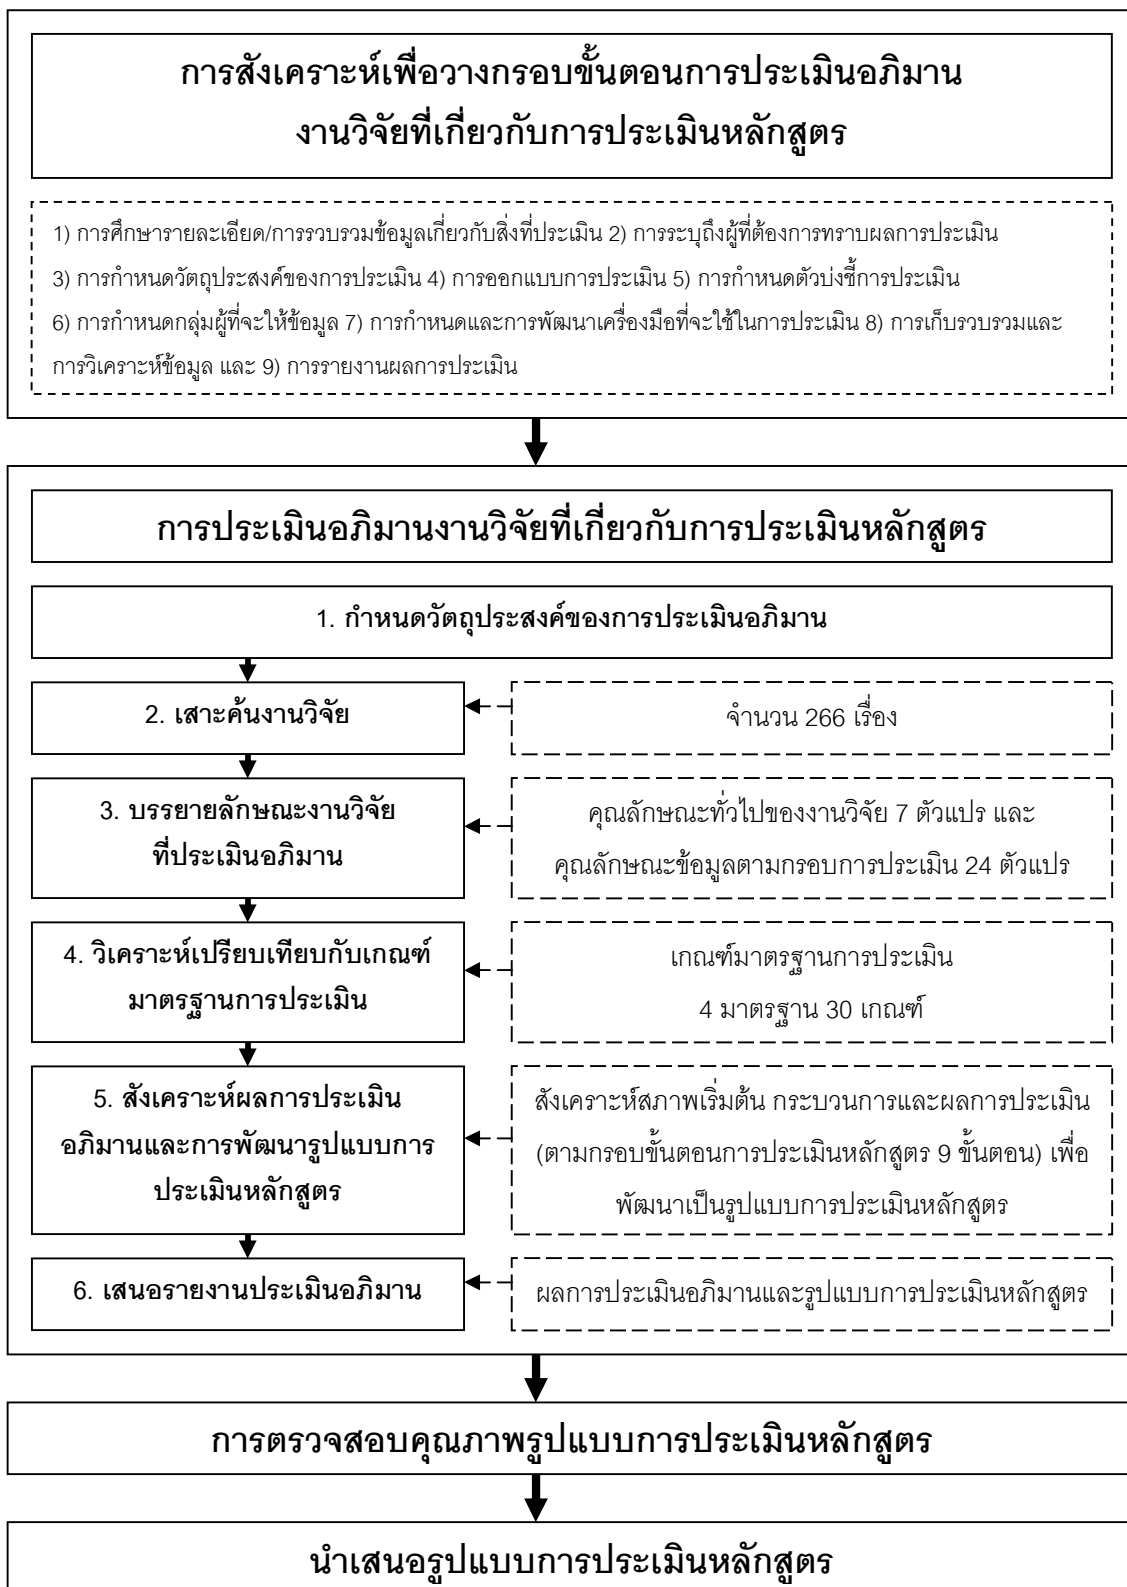 การสังเคราะห์เพื่อวางกรอบขั้นตอนการประเมินอภิมาน
งานวิจัยที่เกี่ยวกับการประเมินหลักสูตร
1) การศึกษารายละเอียด/การรวบรวมข้อมูลเกี่ยวกับสิ่งที่ประเมิน 2) การระบุถึงผู้ที่ต้องการทราบผลการประเมิน
3) การกำหนดวัตถุประสงค์ของการประเมิน 4) การออกแบบการประเมิน 5) การกำหนดตัวบ่งชี้การประเมิน
6) การกำหนดกลุ่มผู้ที่จะให้ข้อมูล 7) การกำหนดและการพัฒนาเครื่องมือที่จะใช้ในการประเมิน 8) การเก็บรวบรวมและ
การวิเคราะห์ข้อมูล และ 9) การรายงานผลการประเมิน
การประเมินอภิมานงานวิจัยที่เกี่ยวกับการประเมินหลักสูตร
1. กำหนดวัตถุประสงค์ของการประเมินอภิมาน
2. เสาะค้นงานวิจัย
จำนวน 266 เรื่อง
3. บรรยายลักษณะงานวิจัย
ที่ประเมินอภิมาน
คุณลักษณะทั่วไปของงานวิจัย 7 ตัวแปร และ
คุณลักษณะข้อมูลตามกรอบการประเมิน 24 ตัวแปร
4. วิเคราะห์เปรียบเทียบกับเกณฑ์
มาตรฐานการประเมิน
เกณฑ์มาตรฐานการประเมิน
4 มาตรฐาน 30 เกณฑ์
5. สังเคราะห์ผลการประเมิน
อภิมานและการพัฒนารูปแบบการ
ประเมินหลักสูตร
สังเคราะห์สภาพเริ่มต้น กระบวนการและผลการประเมิน
(ตามกรอบขั้นตอนการประเมินหลักสูตร 9 ขั้นตอน) เพื่อ
พัฒนาเป็นรูปแบบการประเมินหลักสูตร
6. เสนอรายงานประเมินอภิมาน
ผลการประเมินอภิมานและรูปแบบการประเมินหลักสูตร
การตรวจสอบคุณภาพรูปแบบการประเมินหลักสูตร
นำเสนอรูปแบบการประเมินหลักสูตร